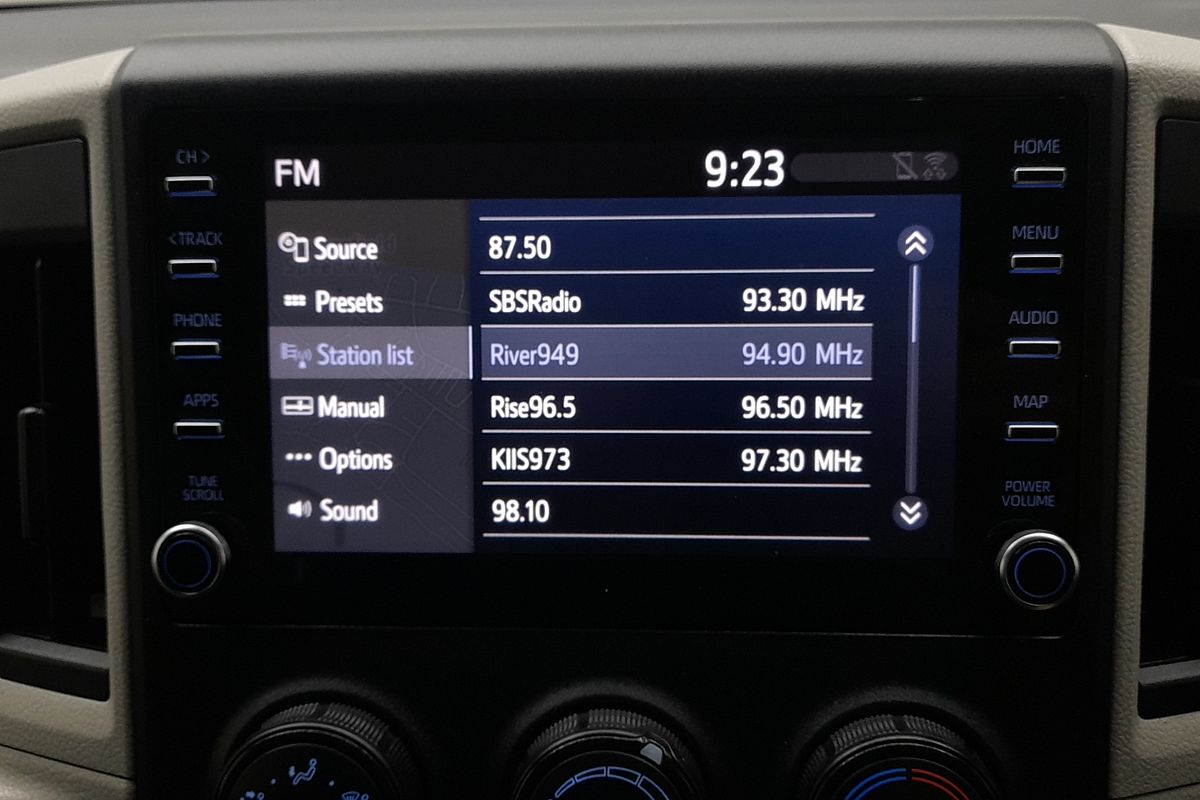 CH >
<TRACK
PHONE
APPS
TUNE
SCROLL
FM
9:23
Source
Presets
Station list
Manual
Options
Sound
87.50
SBSRadio 93.30 MHz
River949 94.90 MHz
Rise96.5 96.50 MHz
KIIS973 97.30 MHz
98.10
HOME
MENU
AUDIO
MAP
POWER
VOLUME